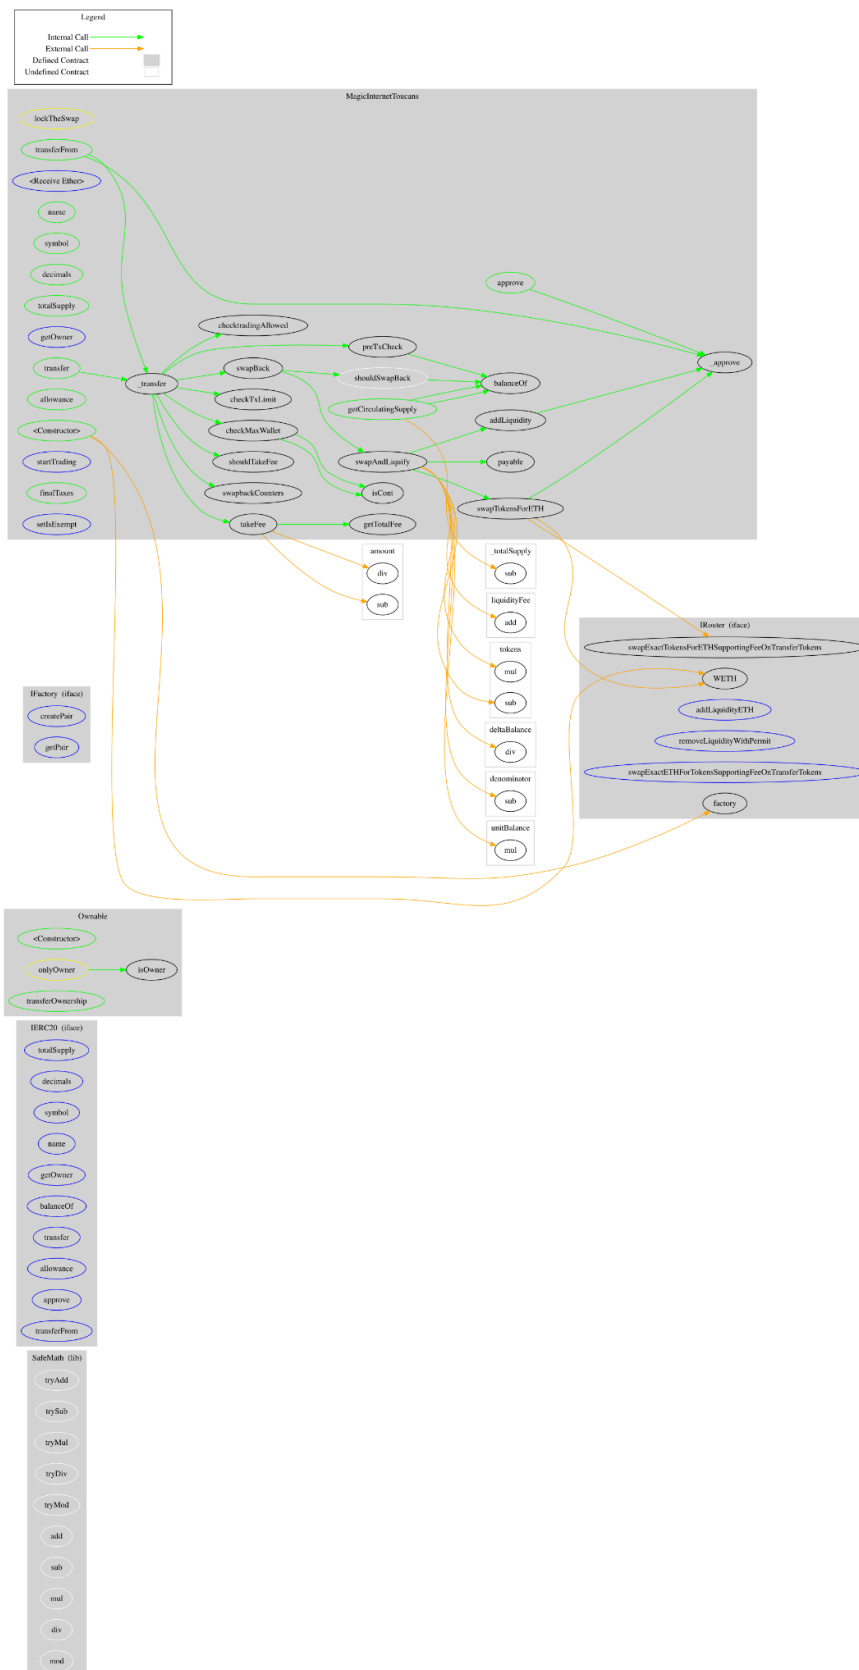 Legend
Internal Call
External Call
Defined Contract
Undefined Contract
MagicInternetToucans
lockTheSwap
transferFrom
<Receive Ether>
name
symbol
decimals
totalSupply
getOwner
transfer
allowance
<Constructor>
startTrading
finalTaxes
setIsExempt
_transfer
checktradingAllowed
swapBack
checkTxLimit
checkMaxWallet
shouldTakeFee
swapbackCounters
takeFee
preTxCheck
shouldSwapBack
getCirculatingSupply
swapAndLiquify
isCont
getTotalFee
approve
balanceOf
addLiquidity
payable
swapTokensForETH
_approve
amount
div
sub
_totalSupply
sub
liquidityFee
add
tokens
mul
sub
deltaBalance
div
denominator
sub
unitBalance
mul
IRouter (iface)
swapExactTokensForETHSupportingFeeOnTransferTokens
WETH
addLiquidityETH
removeLiquidityWithPermit
swapExactETHForTokensSupportingFeeOnTransferTokens
factory
IFactory (iface)
createPair
getPair
Ownable
<Constructor>
onlyOwner
isOwner
transferOwnership
IERC20 (iface)
totalSupply
decimals
symbol
name
getOwner
balanceOf
transfer
allowance
approve
transferFrom
SafeMath (lib)
tryAdd
trySub
tryMul
tryDiv
tryMod
add
sub
mul
div
mod